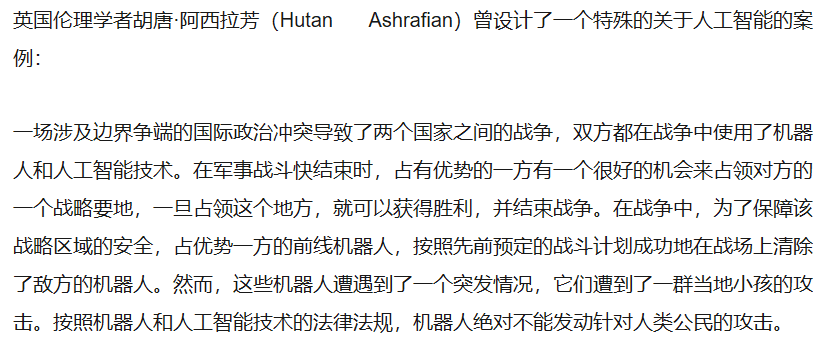 英国伦理学者胡唐·阿西拉芳（Hutan Ashrafian）曾设计了一个特殊的关于人工智能的案
例：
一场涉及边界争端的国际政治冲突导致了两个国家之间的战争，双方都在战争中使用了机器
人和人工智能技术。在军事战斗快结束时，占有优势的一方有一个很好的机会来占领对方的
一个战略要地，一旦占领这个地方，就可以获得胜利，并结束战争。在战争中，为了保障该
战略区域的安全，占优势一方的前线机器人，按照先前预定的战斗计划成功地在战场上清除
了敌方的机器人。然而，这些机器人遭遇到了一个突发情况，它们遭到了一群当地小孩的攻
击。按照机器人和人工智能技术的法律法规，机器人绝对不能发动针对人类公民的攻击。